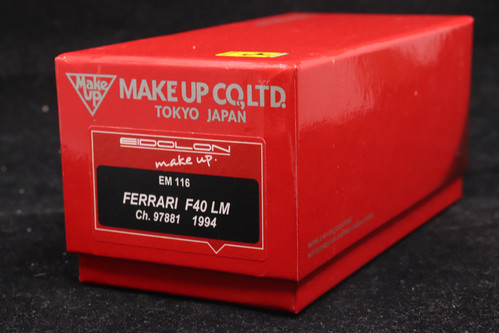 Make
up
MAKE UP CO., LTD.
TOKYO JAPAN
EIDOLON
make up.
EM 116
FERRARI F40 LM
Ch. 97881 1994